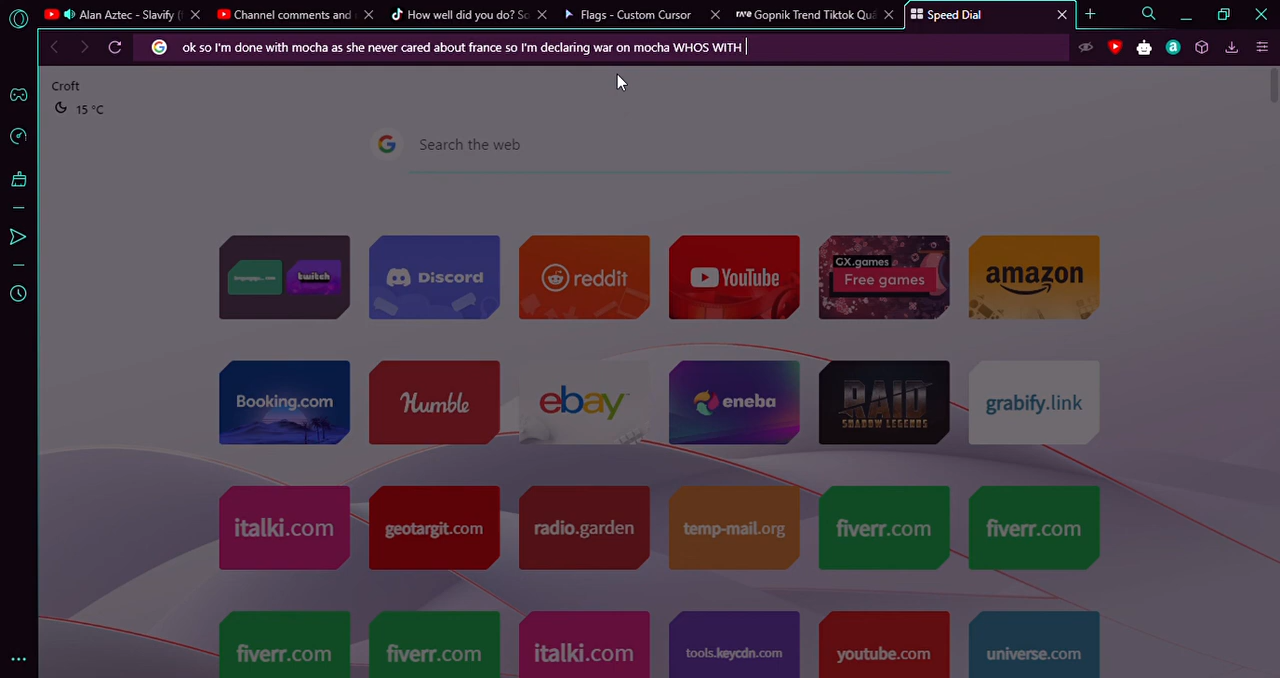 Alan Aztec - Slavify (
Channel comments and
How well did you do? So
Flags - Custom Cursor
rave Gopnik Trend Tiktok Qua
Speed Dial
ok so I'm done with mocha as she never cared about france so I'm declaring war on mocha WHOS WITH
Croft
15 °C
Search the web
twitch
Discord
reddit
YouTube
GX.games
Free games
amazon
Booking.com
Humble
ebay
eneba
RAID
SHADOW LEGENDS
grabify.link
italki.com
geotargit.com
radio.garden
temp-mail.org
fiverr.com
fiverr.com
fiverr.com
fiverr.com
italki.com
tools.keycdn.com
youtube.com
universe.com